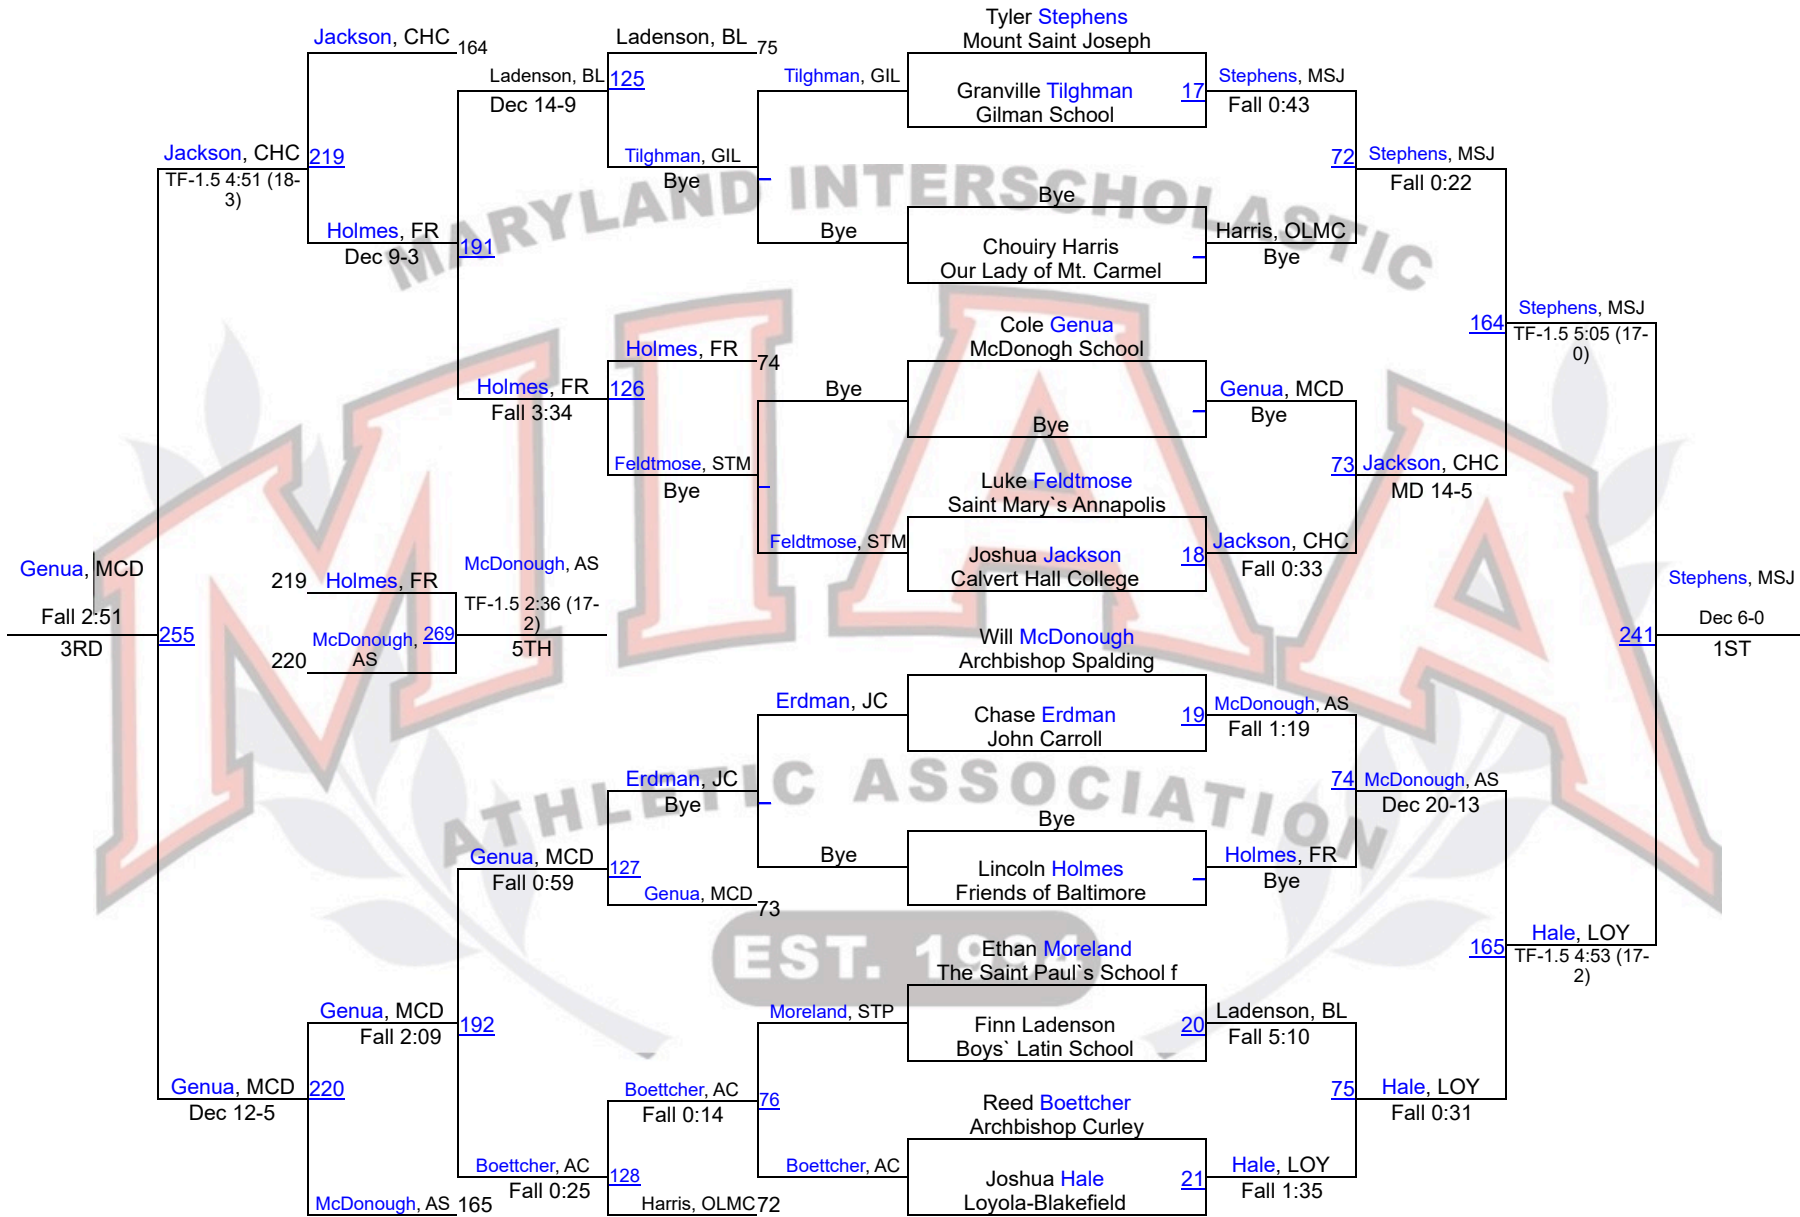 Tyler Stephens
Mount Saint Joseph
Jackson, CHC 164
Ladenson, BL 75
Ladenson, BL 125
Dec 14-9
Tilghman, GIL
Granville Tilghman 17
Gilman School
Stephens, MSJ
Fall 0:43
Jackson, CHC 219
TF-1.5 4:51 (18-
3)
Tilghman, GIL
Bye
72 Stephens, MSJ
Fall 0:22
MARYLAND INTERSCHOLASTIC
Bye
Holmes, FR
Dec 9-3
191
Bye
Chouiry Harris
Our Lady of Mt. Carmel
Harris, OLMC
Bye
Stephens, MSJ
164
TF-1.5 5:05 (17-
0)
Cole Genua
McDonogh School
Holmes, FR 74
Holmes, FR 126
Fall 3:34
Bye
Bye
Genua, MCD
Bye
Feldtmose, STM
Bye
Luke Feldtmose
Saint Mary`s Annapolis
73 Jackson, CHC
MD 14-5
MIAA
Feldtmose, STM
Joshua Jackson 18
Calvert Hall College
Jackson, CHC
Fall 0:33
Genua, MCD
Fall 2:51
3RD
255
219 Holmes, FR
McDonough, AS
TF-1.5 2:36 (17-
2)
5TH
McDonough, 269
AS
220
Stephens, MSJ
Dec 6-0
241
1ST
Will McDonough
Archbishop Spalding
Erdman, JC
Chase Erdman 19
John Carroll
McDonough, AS
Fall 1:19
Erdman, JC
Bye
74 McDonough, AS
Dec 20-13
ATHLETIC ASSOCIATION
Bye
Genua, MCD
Fall 0:59
127
Bye
Lincoln Holmes
Friends of Baltimore
Holmes, FR
Bye
Genua, MCD 73
EST. 1994
Ethan Moreland
The Saint Paul`s School f
Hale, LOY
165
TF-1.5 4:53 (17-
2)
Genua, MCD
Fall 2:09
192
Moreland, STP
Finn Ladenson 20
Boys` Latin School
Ladenson, BL
Fall 5:10
Genua, MCD 220
Dec 12-5
Boettcher, AC
Fall 0:14
76
Reed Boettcher
Archbishop Curley
75 Hale, LOY
Fall 0:31
Boettcher, AC
Fall 0:25
128
Boettcher, AC
Joshua Hale 21
Loyola-Blakefield
Hale, LOY
Fall 1:35
McDonough, AS 165
Harris, OLMC 72